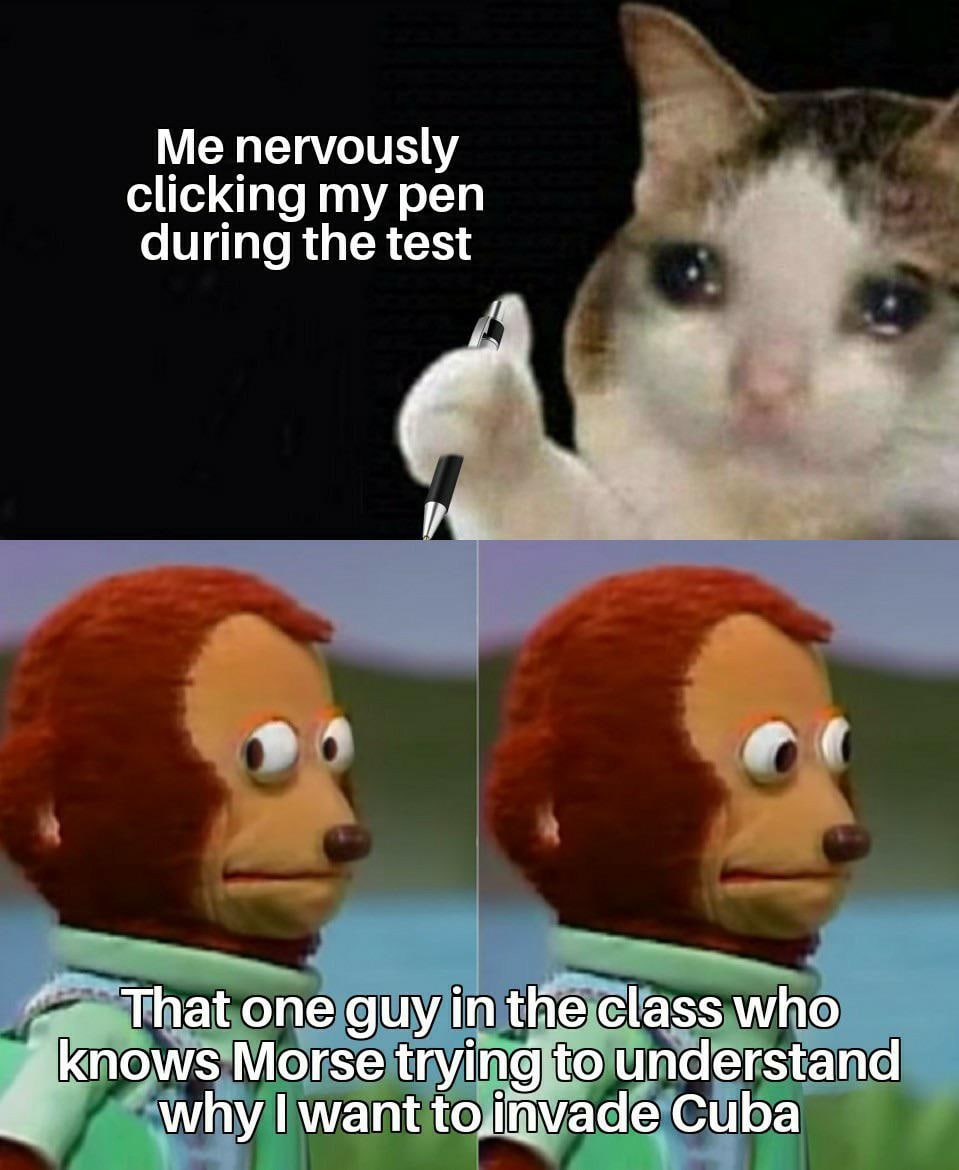 Me nervously
clicking my pen
during the test
That one guy in the class who
knows Morse trying to understand
why I want to invade Cuba